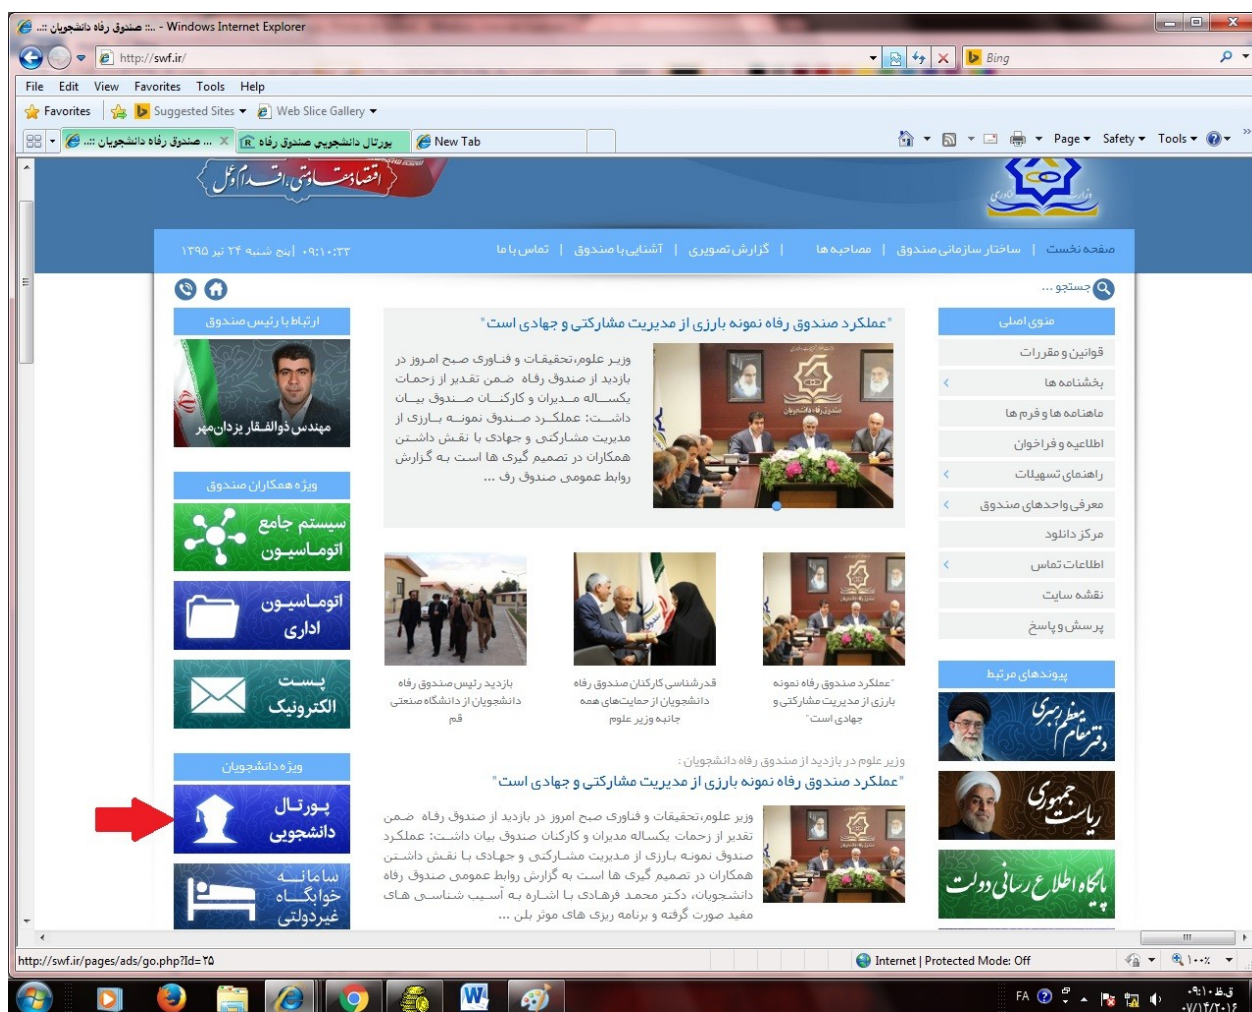 ..:: صندوق رفاه دانشجویان ::.. - Windows Internet Explorer
http://swf.ir/
Bing
File Edit View Favorites Tools Help
Favorites Suggested Sites Web Slice Gallery
..:: صندوق رفاه دانشجویان ...
پورتال دانشجویی صندوق رفاه
New Tab
Page Safety Tools
اقتصاد مقاومتی، اقدام و عمل
صفحه نخست | ساختار سازمانی صندوق | مصاحبه ها | گزارش تصویری | آشنایی با صندوق | تماس با ما
۰۹:۱۰:۳۳ | پنج شنبه ۲۴ تیر ۱۳۹۵
جستجو ...
منوی اصلی
قوانین و مقررات
بخشنامه ها
ماهنامه ها و فرم ها
اطلاعیه و فراخوان
راهنمای تسهیلات
معرفی واحدهای صندوق
مرکز دانلود
اطلاعات تماس
نقشه سایت
پرسش و پاسخ
پیوندهای مرتبط
دفتر مقام معظم رهبری
ریاست جمهوری
پایگاه اطلاع رسانی دولت
"عملکرد صندوق رفاه نمونه بارزی از مدیریت مشارکتی و جهادی است"
وزیر علوم،تحقیقات و فناوری صبح امروز در
بازدید از صندوق رفاه ضمن تقدیر از زحمات
یکساله مدیران و کارکنان صندوق بیان
داشت: عملکرد صندوق نمونه بارزی از
مدیریت مشارکتی و جهادی با نقش داشتن
همکاران در تصمیم گیری ها است به گزارش
روابط عمومی صندوق رف ...
صندوق رفاه دانشجویان
"عملکرد صندوق رفاه نمونه
بارزی از مدیریت مشارکتی و
جهادی است"
قدرشناسی کارکنان صندوق رفاه
دانشجویان از حمایت‌های همه
جانبه وزیر علوم
بازدید رئیس صندوق رفاه
دانشجویان از دانشگاه صنعتی
قم
وزیر علوم در بازدید از صندوق رفاه دانشجویان :
"عملکرد صندوق رفاه نمونه بارزی از مدیریت مشارکتی و جهادی است"
وزیر علوم،تحقیقات و فناوری صبح امروز در بازدید از صندوق رفاه ضمن
تقدیر از زحمات یکساله مدیران و کارکنان صندوق بیان داشت: عملکرد
صندوق نمونه بارزی از مدیریت مشارکتی و جهادی با نقش داشتن
همکاران در تصمیم گیری ها است به گزارش روابط عمومی صندوق رفاه
دانشجویان، دکتر محمد فرهادی با اشاره به آسیب شناسی های
مفید صورت گرفته و برنامه ریزی های موثر بلن ...
ارتباط با رئیس صندوق
مهندس ذوالفقار یزدان‌مهر
ویژه همکاران صندوق
سیستم جامع
اتوماسیون
اتوماسیون
اداری
پست
الکترونیک
ویژه دانشجویان
پورتال
دانشجویی
سامانه
خوابگاه
غیردولتی
http://swf.ir/pages/ads/go.php?Id=۲۵
Internet | Protected Mode: Off
۱۰۰%
FA
۰۹:۱۰ ق.ظ
۰۷/۱۴/۲۰۱۶